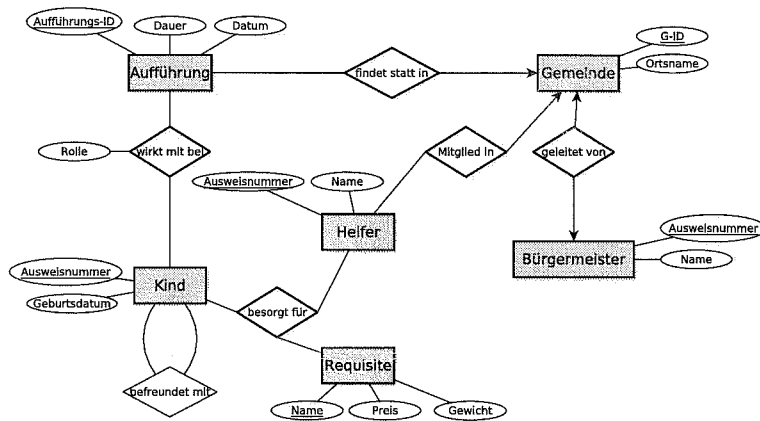 Aufführungs-ID
Dauer
Datum
G-ID
Ortsname
Aufführung
findet statt in
Gemeinde
Rolle
wirkt mit bei
Mitglied in
geleitet von
Ausweisnummer
Name
Helfer
Ausweisnummer
Bürgermeister
Name
Ausweisnummer
Geburtsdatum
Kind
besorgt für
Requisite
befreundet mit
Name
Preis
Gewicht